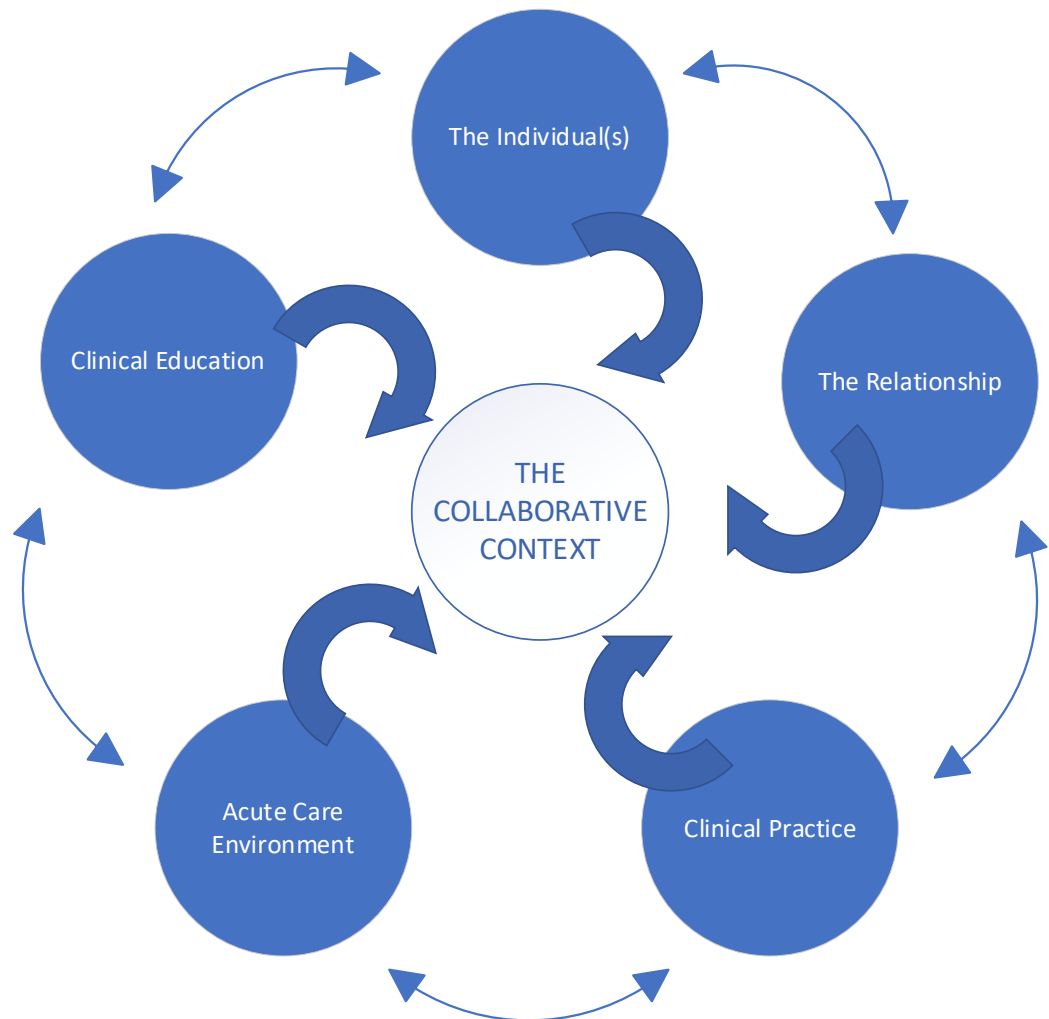 The Individual(s)
Clinical Education
The Relationship
THE
COLLABORATIVE
CONTEXT
Acute Care
Environment
Clinical Practice